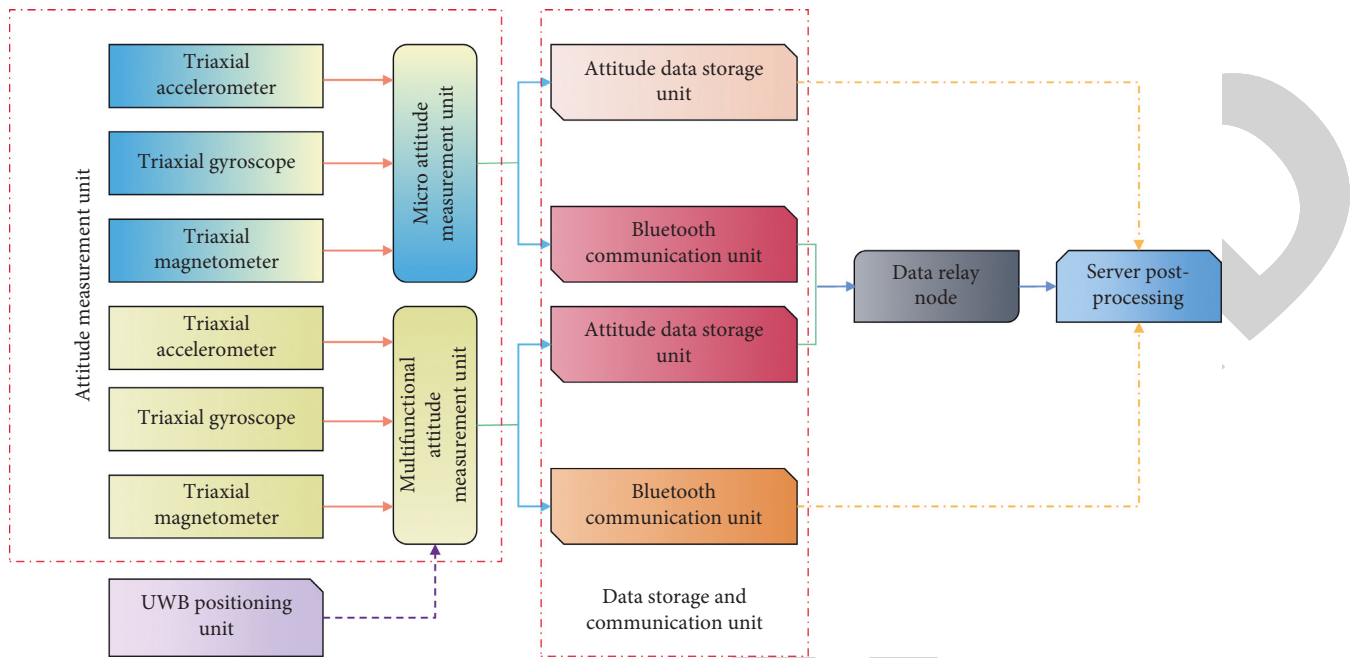 Attitude measurement unit
Triaxial
accelerometer
Triaxial gyroscope
Triaxial
magnetometer
Triaxial
accelerometer
Triaxial gyroscope
Triaxial
magnetometer
UWB positioning
unit
Micro attitude
measurement unit
Multifunctional
attitude
measurement unit
Attitude data storage
unit
Bluetooth
communication unit
Attitude data storage
unit
Bluetooth
communication unit
Data storage and
communication unit
Data relay
node
Server post-
processing